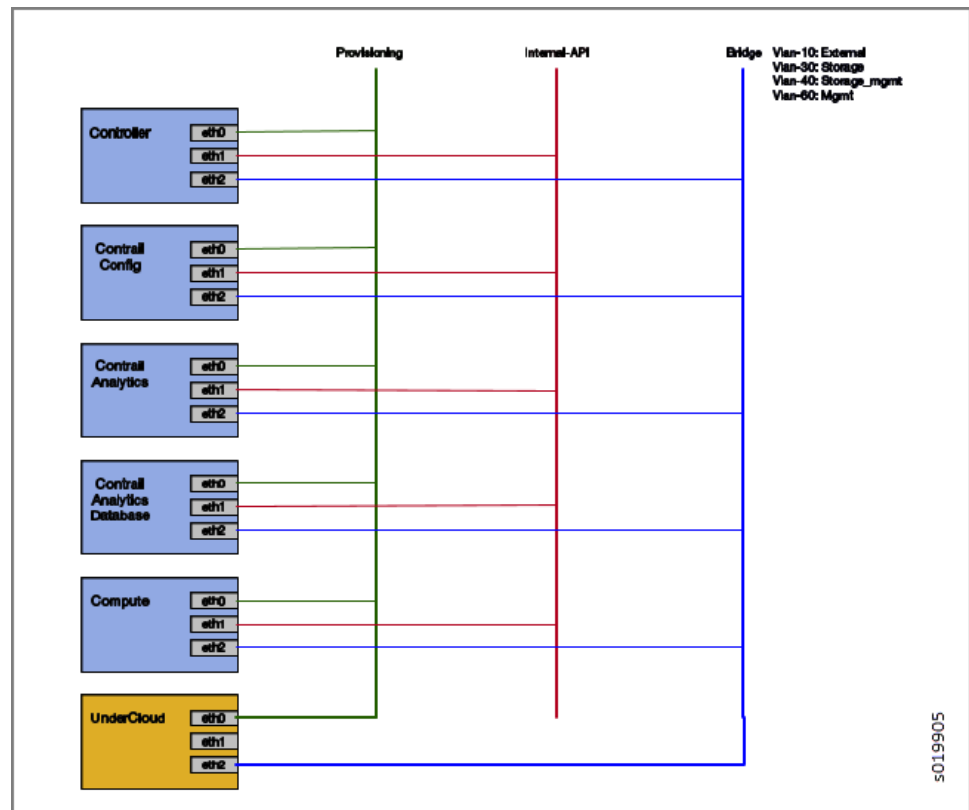 Provisioning
Internal-API
Bridge
Vlan-10: External
Vlan-30: Storage
Vlan-40: Storage_mgmt
Vlan-60: Mgmt
Controller
eth0
eth1
eth2
Contrail
Config
eth0
eth1
eth2
Contrail
Analytics
eth0
eth1
eth2
Contrail
Analytics
Database
eth0
eth1
eth2
Compute
eth0
eth1
eth2
UnderCloud
eth0
eth1
eth2
s019905